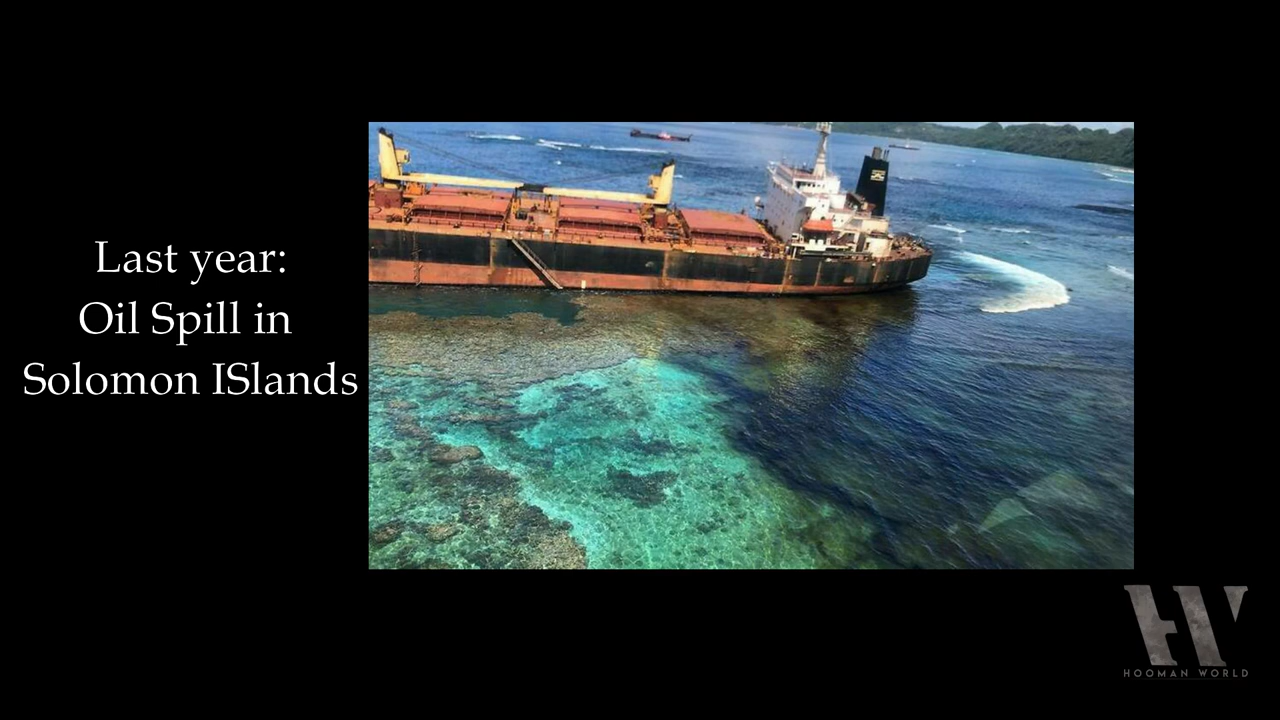 Last year:
Oil Spill in
Solomon ISlands
HW
HOOMAN WORLD